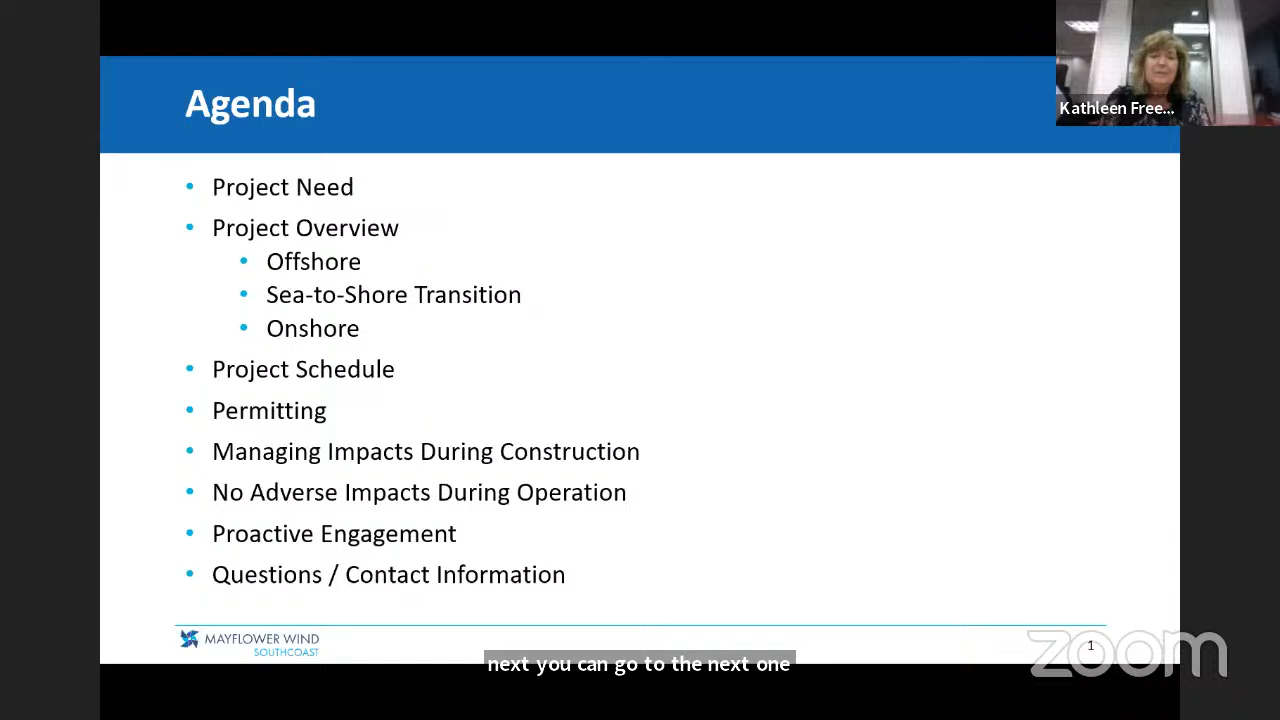 Agenda
Kathleen Free...
• Project Need
• Project Overview
• Offshore
• Sea-to-Shore Transition
• Onshore
• Project Schedule
• Permitting
• Managing Impacts During Construction
• No Adverse Impacts During Operation
• Proactive Engagement
• Questions / Contact Information
MAYFLOWER WIND
SOUTHCOAST
1
zoom
next you can go to the next one